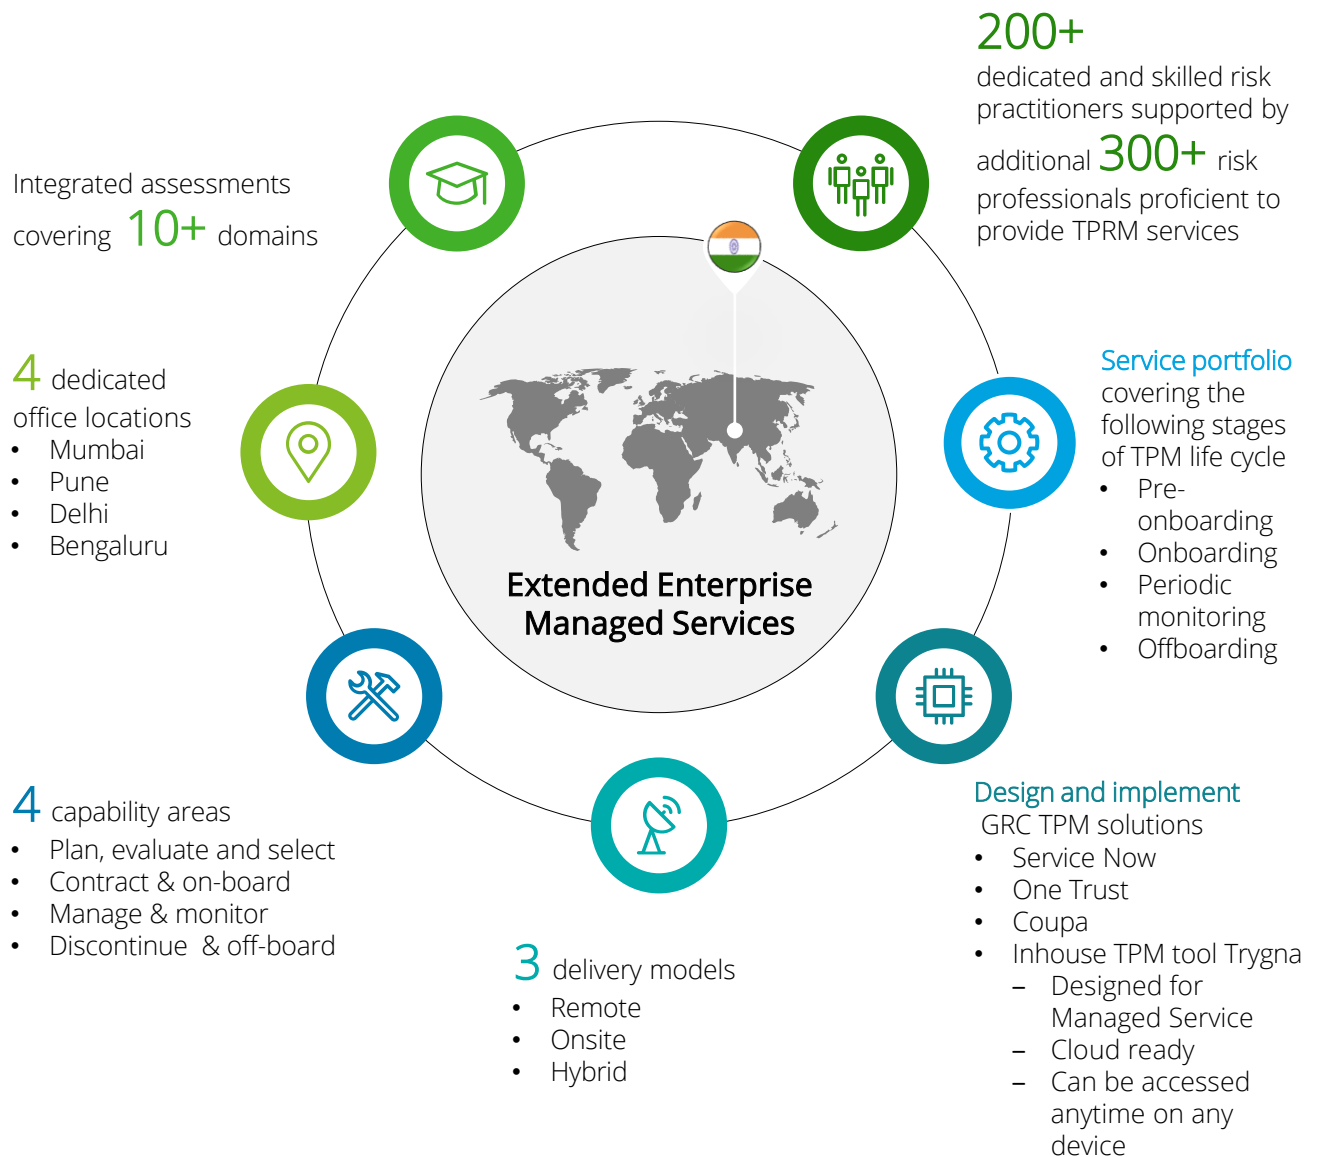 200+
dedicated and skilled risk
practitioners supported by
additional 300+ risk
professionals proficient to
provide TPRM services
Integrated assessments
covering 10+ domains
4 dedicated
office locations
• Mumbai
• Pune
• Delhi
• Bengaluru
Service portfolio
covering the
following stages
of TPM life cycle
• Pre-
onboarding
• Onboarding
• Periodic
monitoring
• Offboarding
Extended Enterprise
Managed Services
4 capability areas
• Plan, evaluate and select
• Contract & on-board
• Manage & monitor
• Discontinue & off-board
3 delivery models
• Remote
• Onsite
• Hybrid
Design and implement
GRC TPM solutions
• Service Now
• One Trust
• Coupa
• Inhouse TPM tool Trygna
– Designed for
Managed Service
– Cloud ready
– Can be accessed
anytime on any
device